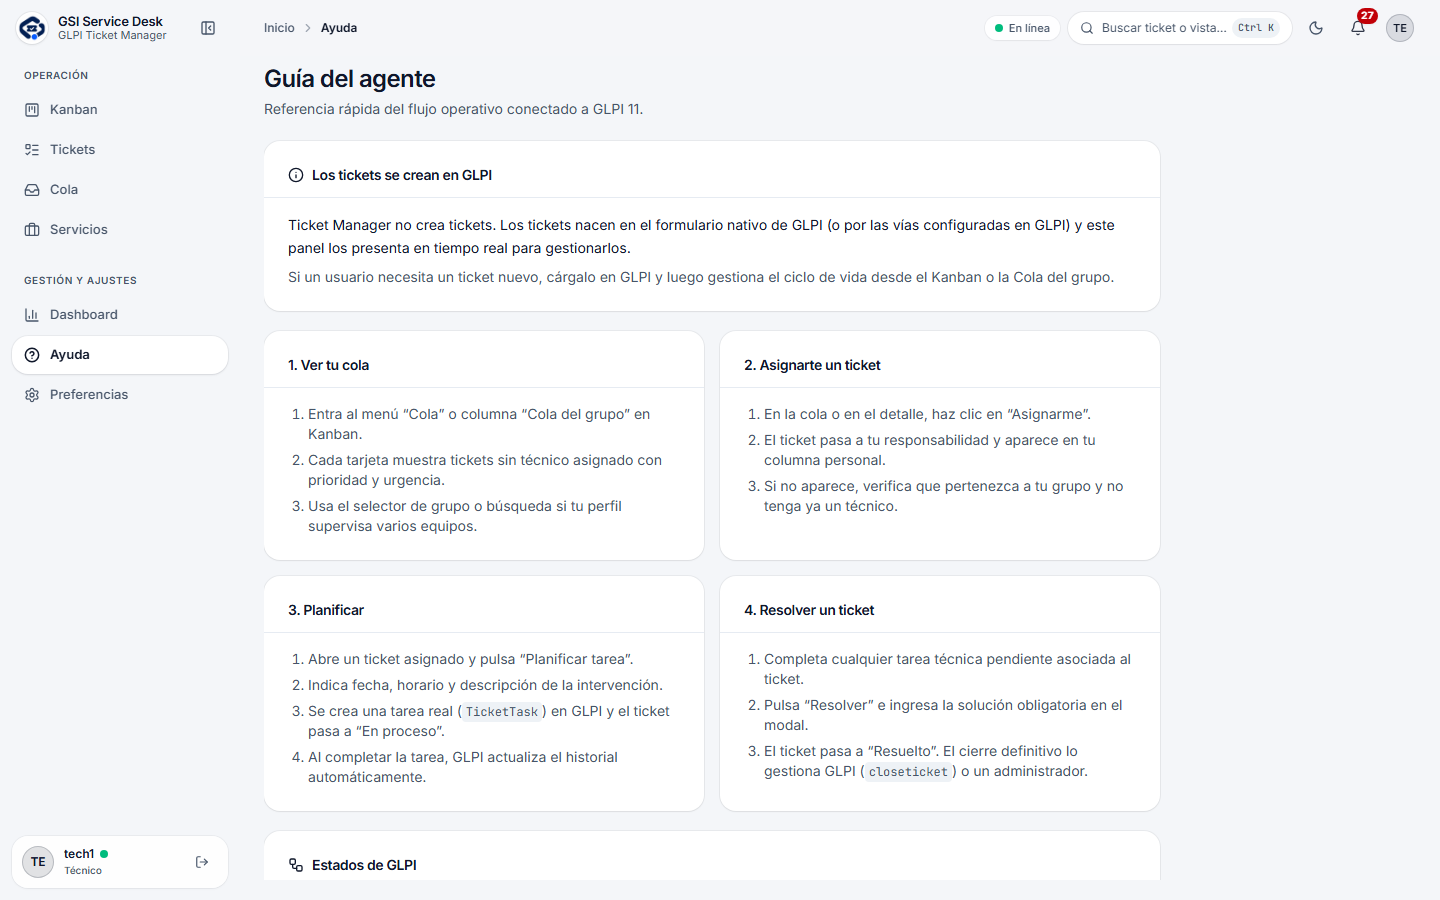 GSI Service Desk
GLPI Ticket Manager
OPERACIÓN
Kanban
Tickets
Cola
Servicios
GESTIÓN Y AJUSTES
Dashboard
Ayuda
Preferencias
TE
tech1
Técnico
Inicio
Ayuda
En línea
Buscar ticket o vista...
Ctrl K
27
TE
Guía del agente
Referencia rápida del flujo operativo conectado a GLPI 11.
Los tickets se crean en GLPI
Ticket Manager no crea tickets. Los tickets nacen en el formulario nativo de GLPI (o por las vías configuradas en GLPI) y este
panel los presenta en tiempo real para gestionarlos.
Si un usuario necesita un ticket nuevo, cárgalo en GLPI y luego gestiona el ciclo de vida desde el Kanban o la Cola del grupo.
1. Ver tu cola
1. Entra al menú “Cola” o columna “Cola del grupo” en
Kanban.
2. Cada tarjeta muestra tickets sin técnico asignado con
prioridad y urgencia.
3. Usa el selector de grupo o búsqueda si tu perfil
supervisa varios equipos.
2. Asignarte un ticket
1. En la cola o en el detalle, haz clic en “Asignarme”.
2. El ticket pasa a tu responsabilidad y aparece en tu
columna personal.
3. Si no aparece, verifica que pertenezca a tu grupo y no
tenga ya un técnico.
3. Planificar
1. Abre un ticket asignado y pulsa “Planificar tarea”.
2. Indica fecha, horario y descripción de la intervención.
3. Se crea una tarea real (TicketTask) en GLPI y el ticket
pasa a “En proceso”.
4. Al completar la tarea, GLPI actualiza el historial
automáticamente.
4. Resolver un ticket
1. Completa cualquier tarea técnica pendiente asociada al
ticket.
2. Pulsa “Resolver” e ingresa la solución obligatoria en el
modal.
3. El ticket pasa a “Resuelto”. El cierre definitivo lo
gestiona GLPI (closeticket) o un administrador.
Estados de GLPI